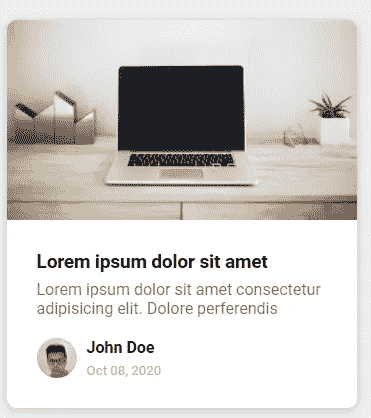 Lorem ipsum dolor sit amet
Lorem ipsum dolor sit amet consectetur
adipisicing elit. Dolore perferendis
John Doe
Oct 08, 2020